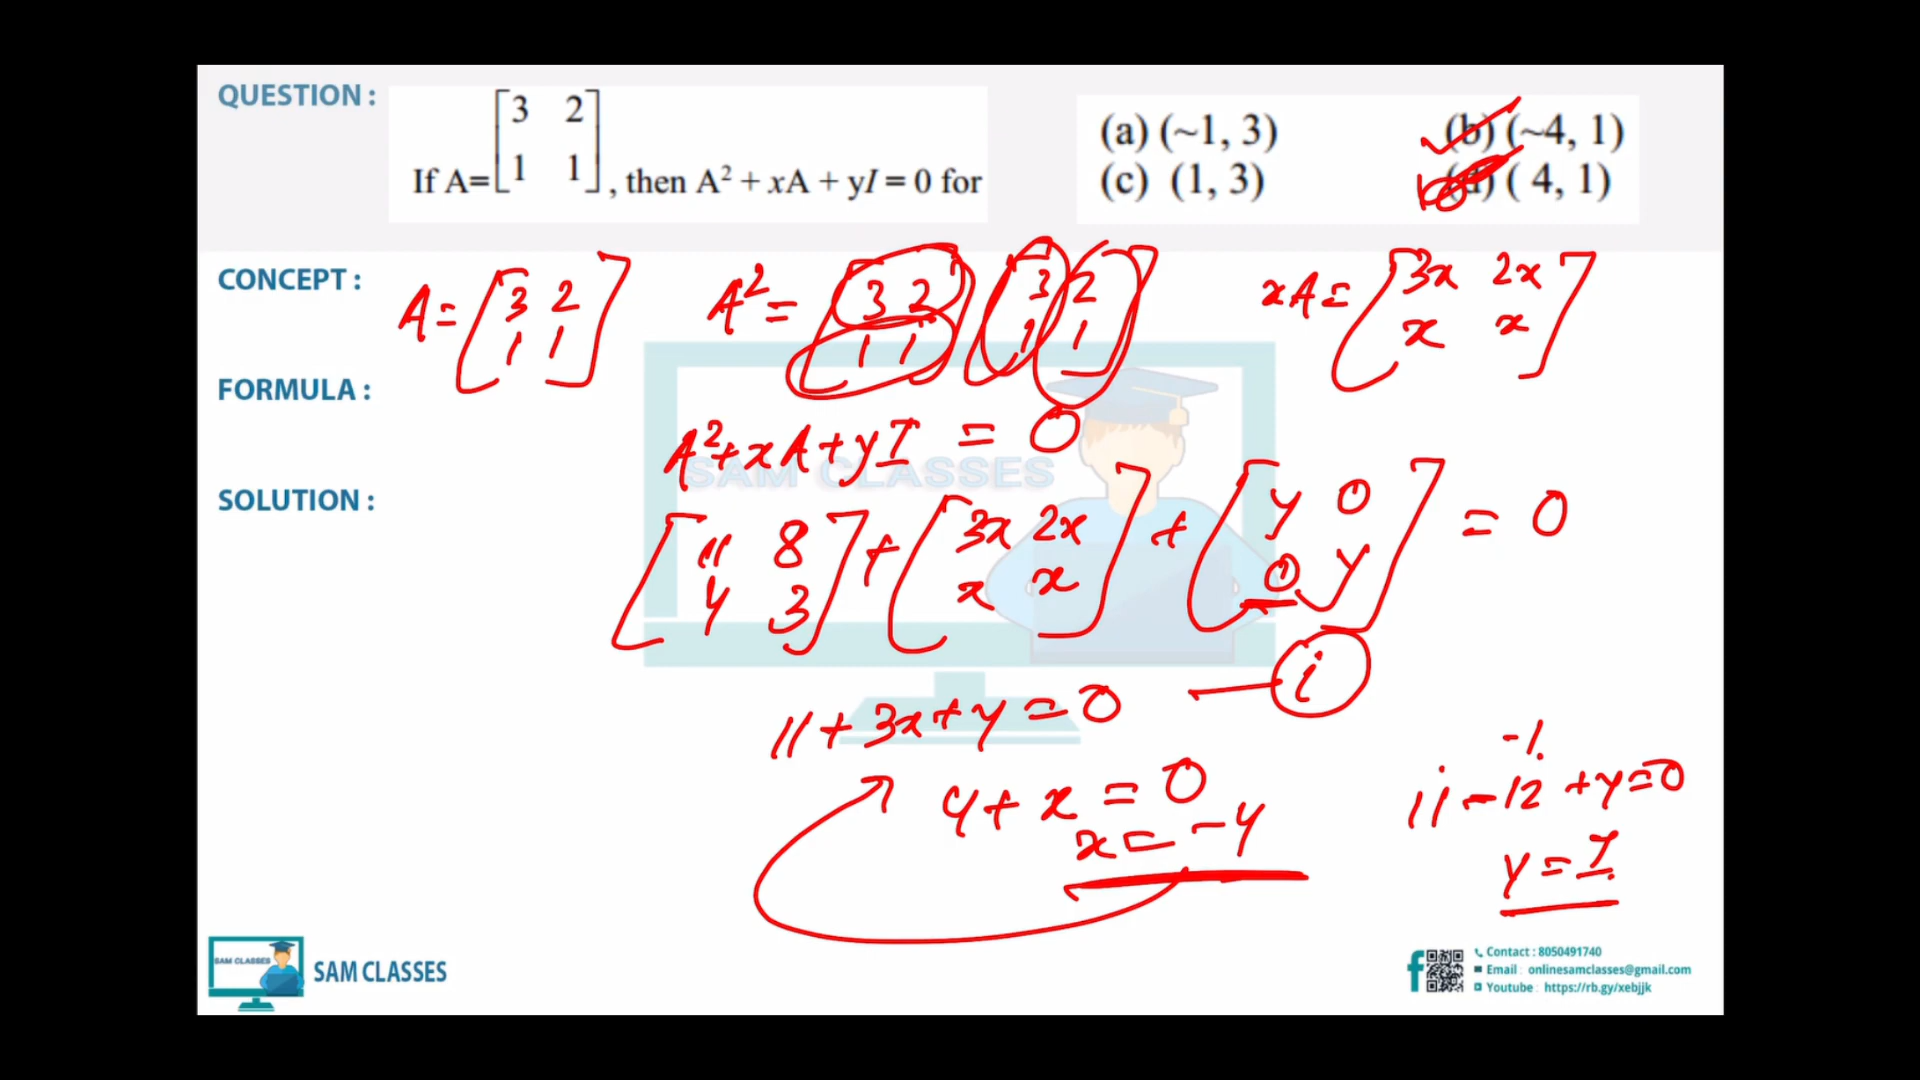 QUESTION :
If A=[3 2
1 1], then A² + xA + yI = 0 for
(a) (~1, 3) (b) (~4, 1)
(c) (1, 3) (d) ( 4, 1)
CONCEPT :
A = [3 2
1 1]
A² = [3 2
1 1] [3 2
1 1]
xA = [3x 2x
x x]
FORMULA :
A²+xA+yI = 0
SAM CLASSES
SOLUTION :
[11 8
4 3] + [3x 2x
x x] + [y 0
0 y] = 0
11 + 3x + y = 0 — i
4 + x = 0
x = -4
-1
11 - 12 + y = 0
y = 1
SAM CLASSES
SAM CLASSES
Contact : 8050491740
Email : onlinesamclasses@gmail.com
Youtube : https://rb.gy/xebjjk